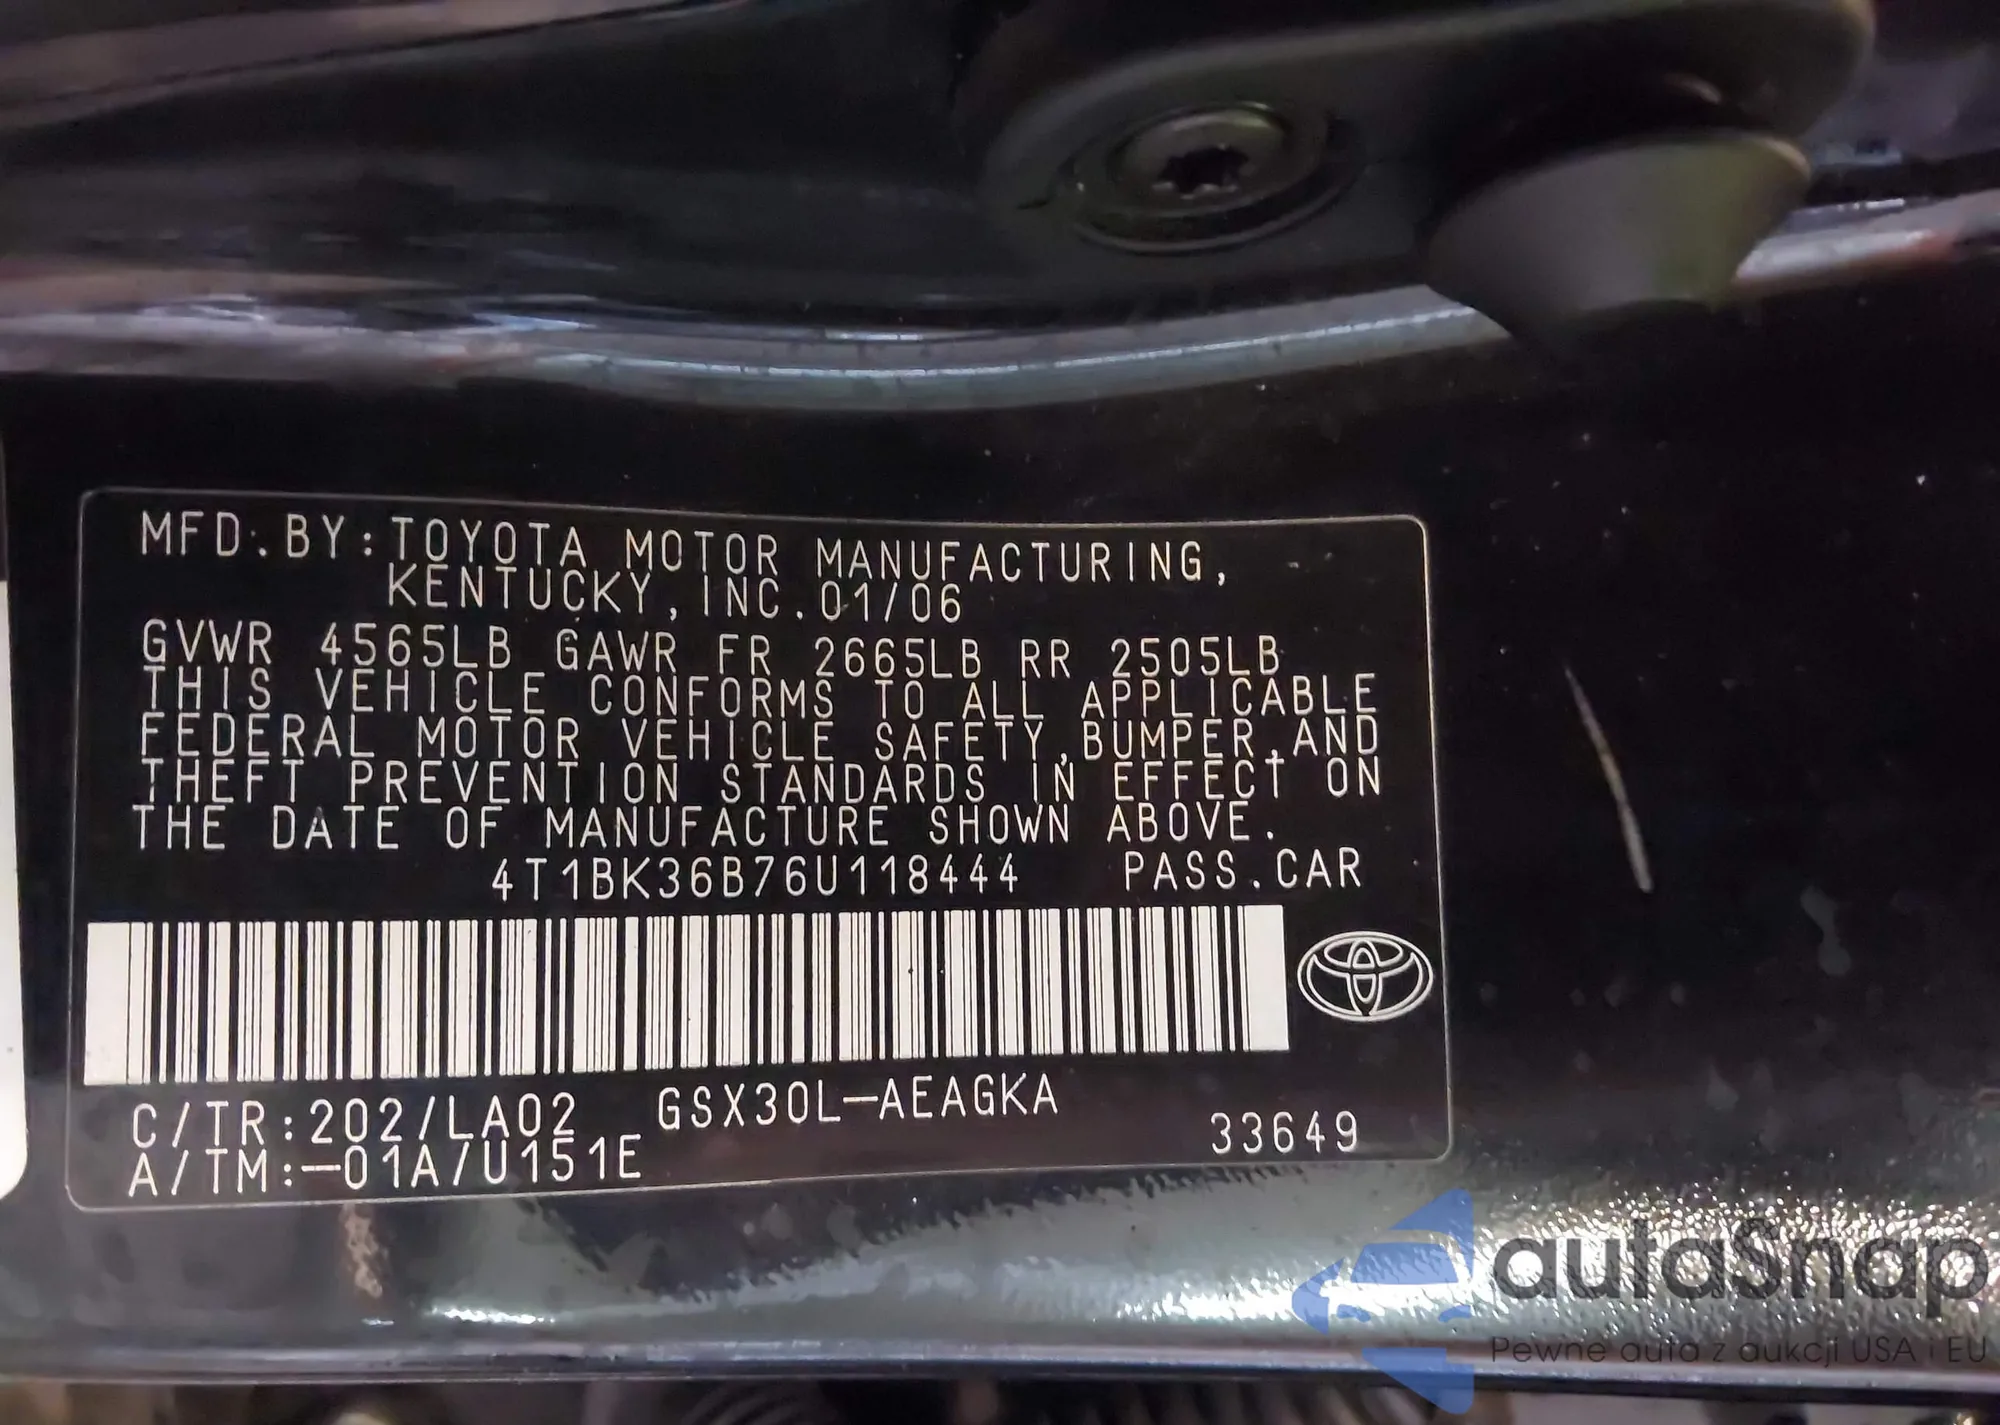 MFD.BY:TOYOTA MOTOR MANUFACTURING,
KENTUCKY,INC.01/06
GVWR 4565LB GAWR FR 2665LB RR 2505LB
THIS VEHICLE CONFORMS TO ALL APPLICABLE
FEDERAL MOTOR VEHICLE SAFETY,BUMPER,AND
THEFT PREVENTION STANDARDS IN EFFECT ON
THE DATE OF MANUFACTURE SHOWN ABOVE.
4T1BK36B76U118444 PASS.CAR
C/TR:202/LA02 GSX30L-AEAGKA
A/TM:-01A/U151E 33649
autaSnap
Pewne auta z aukcji USA i EU